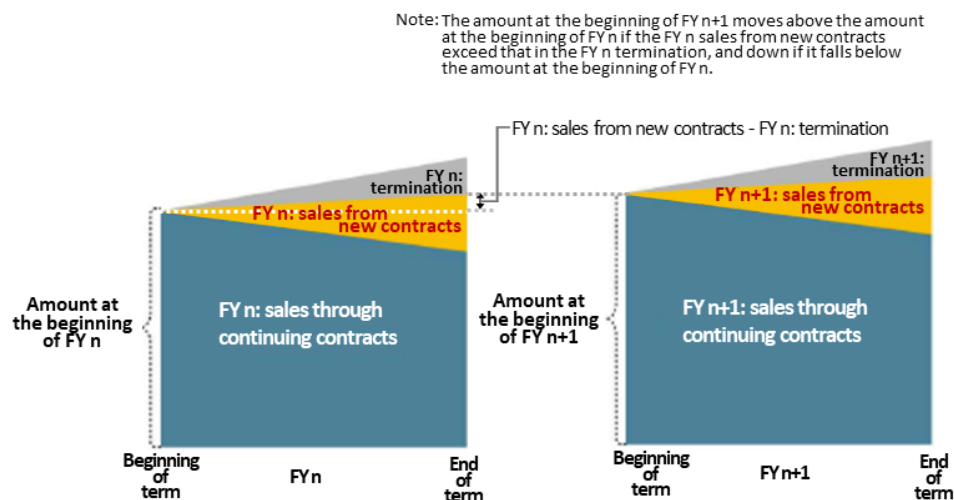 Note: The amount at the beginning of FY n+1 moves above the amount
at the beginning of FY n if the FY n sales from new contracts
exceed that in the FY n termination, and down if it falls below
the amount at the beginning of FY n.
FY n: sales from new contracts - FY n: termination
FY n:
termination
FY n: sales from
new contracts
Amount at
the beginning
of FY n
FY n: sales through
continuing contracts
Beginning
of
term
FY n
End
of
term
FY n+1:
termination
FY n+1: sales from
new contracts
Amount at
the beginning
of FY n+1
FY n+1: sales through
continuing contracts
Beginning
of
term
FY n+1
End
of
term